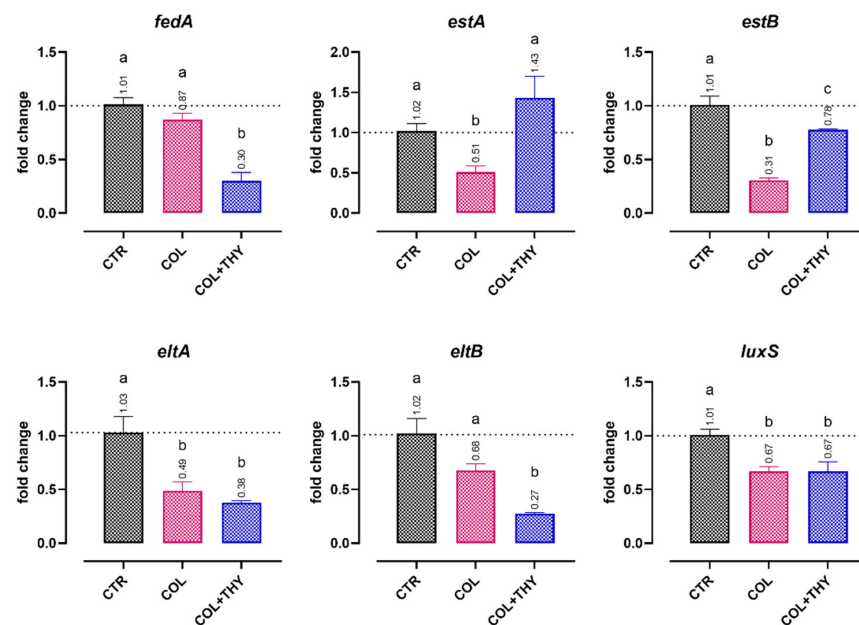 fedA
estA
estB
fold change
1.5
1.0
0.5
0.0
a
1.01
a
0.87
b
0.30
CTR
COL
COL+THY
fold change
2.0
1.5
1.0
0.5
0.0
a
1.02
b
0.51
a
1.43
CTR
COL
COL+THY
fold change
1.5
1.0
0.5
0.0
a
1.01
b
0.31
c
0.78
CTR
COL
COL+THY
eltA
eltB
luxS
fold change
1.5
1.0
0.5
0.0
a
1.03
b
0.49
b
0.38
CTR
COL
COL+THY
fold change
1.5
1.0
0.5
0.0
a
1.02
a
0.68
b
0.27
CTR
COL
COL+THY
fold change
1.5
1.0
0.5
0.0
a
1.01
b
0.67
b
0.67
CTR
COL
COL+THY